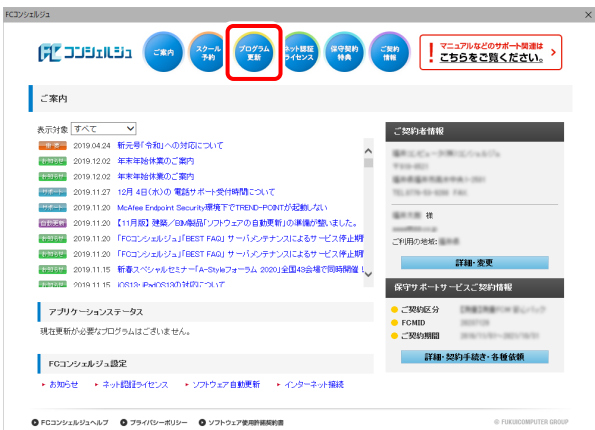 FCコンシェルジュ
FCコンシェルジュ
ご案内
スクール
予約
プログラム
更新
ネット認証
ライセンス
保守契約
特典
ご契約
情報
! マニュアルなどのサポート関連は
こちらをご覧ください。
ご案内
表示対象 すべて
重要 2019.04.24 新元号「令和」への対応について
お知らせ 2019.12.02 年末年始休業のご案内
お知らせ 2019.12.02 年末年始休業のご案内
サポート 2019.11.27 12月 4日(水)の 電話サポート受付時間について
サポート 2019.11.20 McAfee Endpoint Security環境下でTREND-POINTが起動しない
自動更新 2019.11.20 【11月版】 建築／BIM製品「ソフトウェアの自動更新」の準備が整いました。
お知らせ 2019.11.20 「FCコンシェルジュ」「BEST FAQ」 サーバメンテナンスによるサービス停止期
お知らせ 2019.11.20 「FCコンシェルジュ」「BEST FAQ」 サーバメンテナンスによるサービス停止期
お知らせ 2019.11.15 新春スペシャルセミナー「A-Styleフォーラム 2020」全国43会場で同時開催！
2019.11.15 iOS13・iPadOS13の対応について
アプリケーションステータス
現在更新が必要なプログラムはございません。
FCコンシェルジュ設定
お知らせ ネット認証ライセンス ソフトウェア自動更新 インターネット接続
ご契約者情報
様
ご利用の地域:
詳細・変更
保守サポートサービスご契約情報
ご契約区分
FCMID
ご契約期間
詳細・契約手続き・各種依頼
FCコンシェルジュヘルプ プライバシーポリシー ソフトウェア使用許諾契約書
© FUKUICOMPUTER GROUP